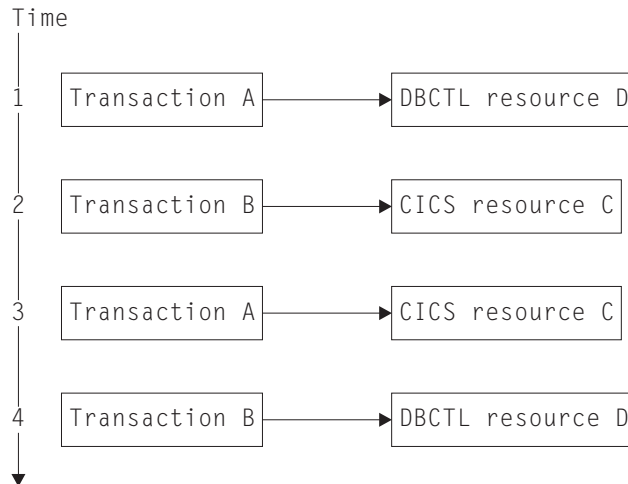 Time
1 Transaction A DBCTL resource D
2 Transaction B CICS resource C
3 Transaction A CICS resource C
4 Transaction B DBCTL resource D